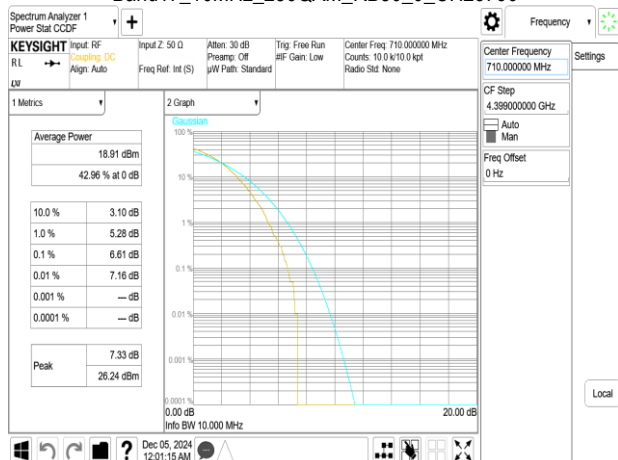 Spectrum Analyzer 1
Power Stat CCDF
Frequency
Settings
KEYSIGHT
RL
Input: RF
Coupling: DC
Align: Auto
Input Z: 50 Ω
Freq Ref: Int (S)
Atten: 30 dB
Preamp: Off
µW Path: Standard
Trig: Free Run
#IF Gain: Low
Center Freq: 710.000000 MHz
Counts: 10.0 k/10.0 kpt
Radio Std: None
Center Frequency
710.000000 MHz
CF Step
4.399000000 GHz
Auto
Man
Freq Offset
0 Hz
Local
1 Metrics
Average Power
18.91 dBm
42.96 % at 0 dB
10.0 % 3.10 dB
1.0 % 5.28 dB
0.1 % 6.61 dB
0.01 % 7.16 dB
0.001 % --- dB
0.0001 % --- dB
Peak
7.33 dB
26.24 dBm
2 Graph
Gaussian
100 %
10 %
1 %
0.1 %
0.01 %
0.001 %
0.0001 %
0.00 dB
20.00 dB
Info BW 10.000 MHz
?
Dec 05, 2024
12:01:15 AM